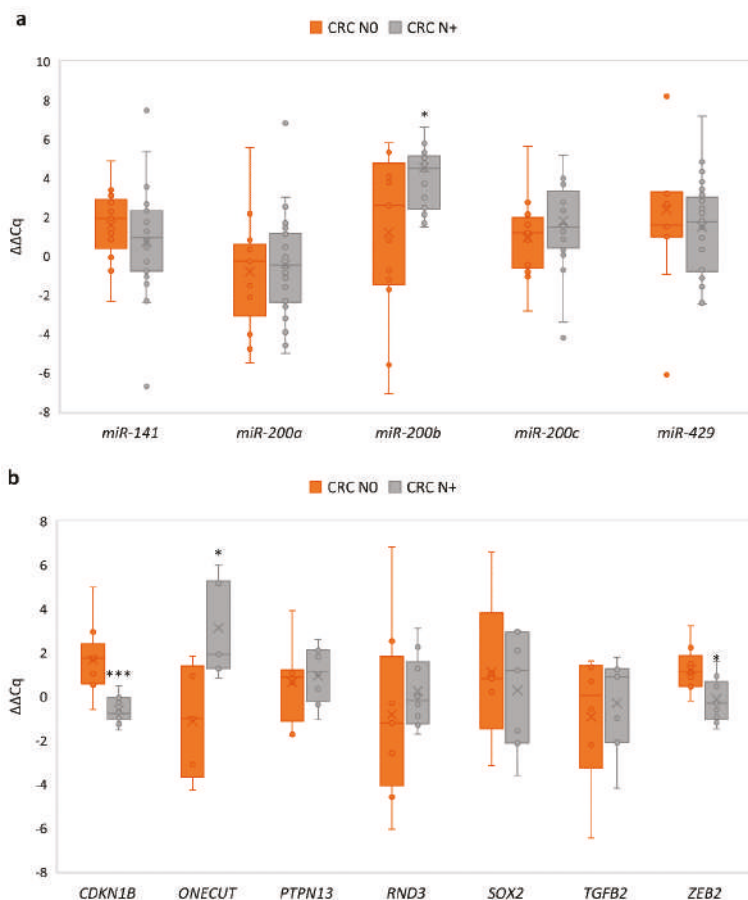 a
CRC N0 CRC N+
10
8
6
4
2
0
-2
-4
-6
-8
ΔΔCq
*
miR-141 miR-200a miR-200b miR-200c miR-429
b
CRC N0 CRC N+
8
6
4
2
0
-2
-4
-6
-8
ΔΔCq
***
*
*
CDKN1B ONECUT PTPN13 RND3 SOX2 TGFB2 ZEB2